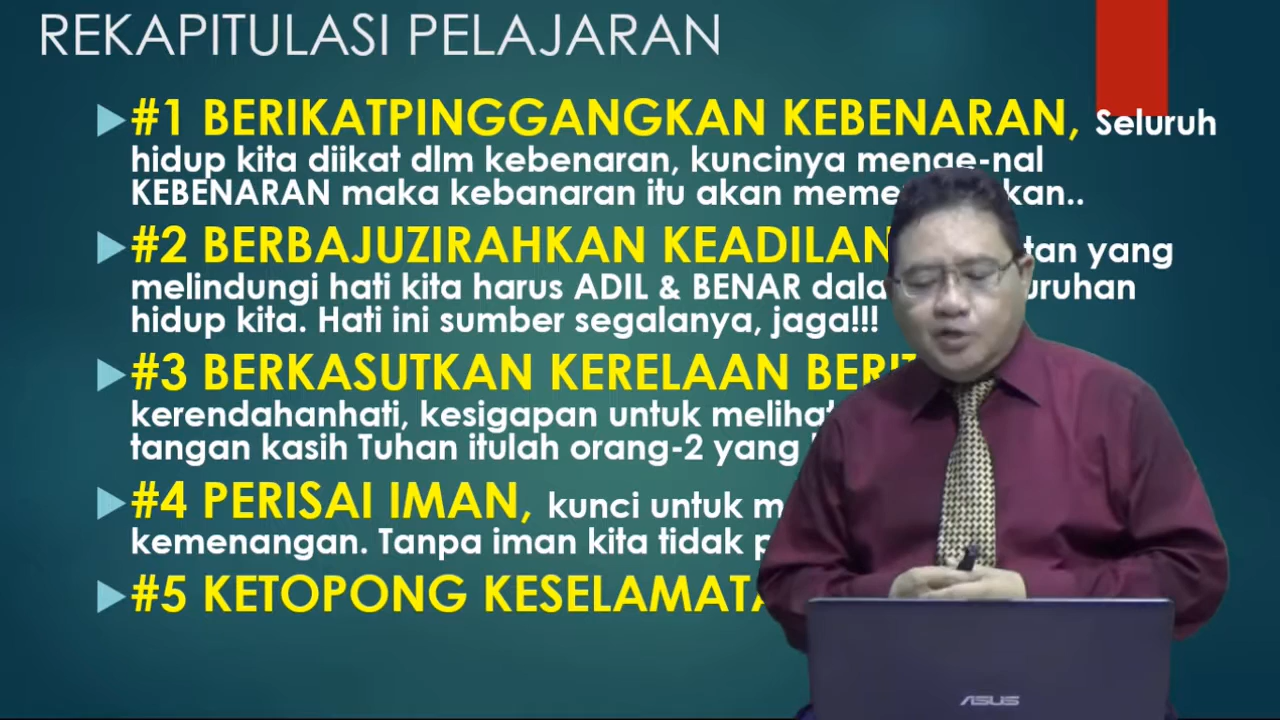 REKAPITULASI PELAJARAN
#1 BERIKATPINGGANGKAN KEBENARAN, Seluruh
hidup kita diikat dlm kebenaran, kuncinya menge-nal
KEBENARAN maka kebanaran itu akan kan..
#2 BERBAJUZIRAHKAN KEADILAN yang
melindungi hati kita harus ADIL & BENAR
hidup kita. Hati ini sumber segalanya, jaga!!!
#3 BERKASUTKAN KERELAAN
kerendahanhati, kesigapan untuk
tangan kasih Tuhan itulah orang-2 yang
#4 PERISAI IMAN, kunci untuk
kemenangan. Tanpa iman kita tidak
#5 KETOPONG
ASUS